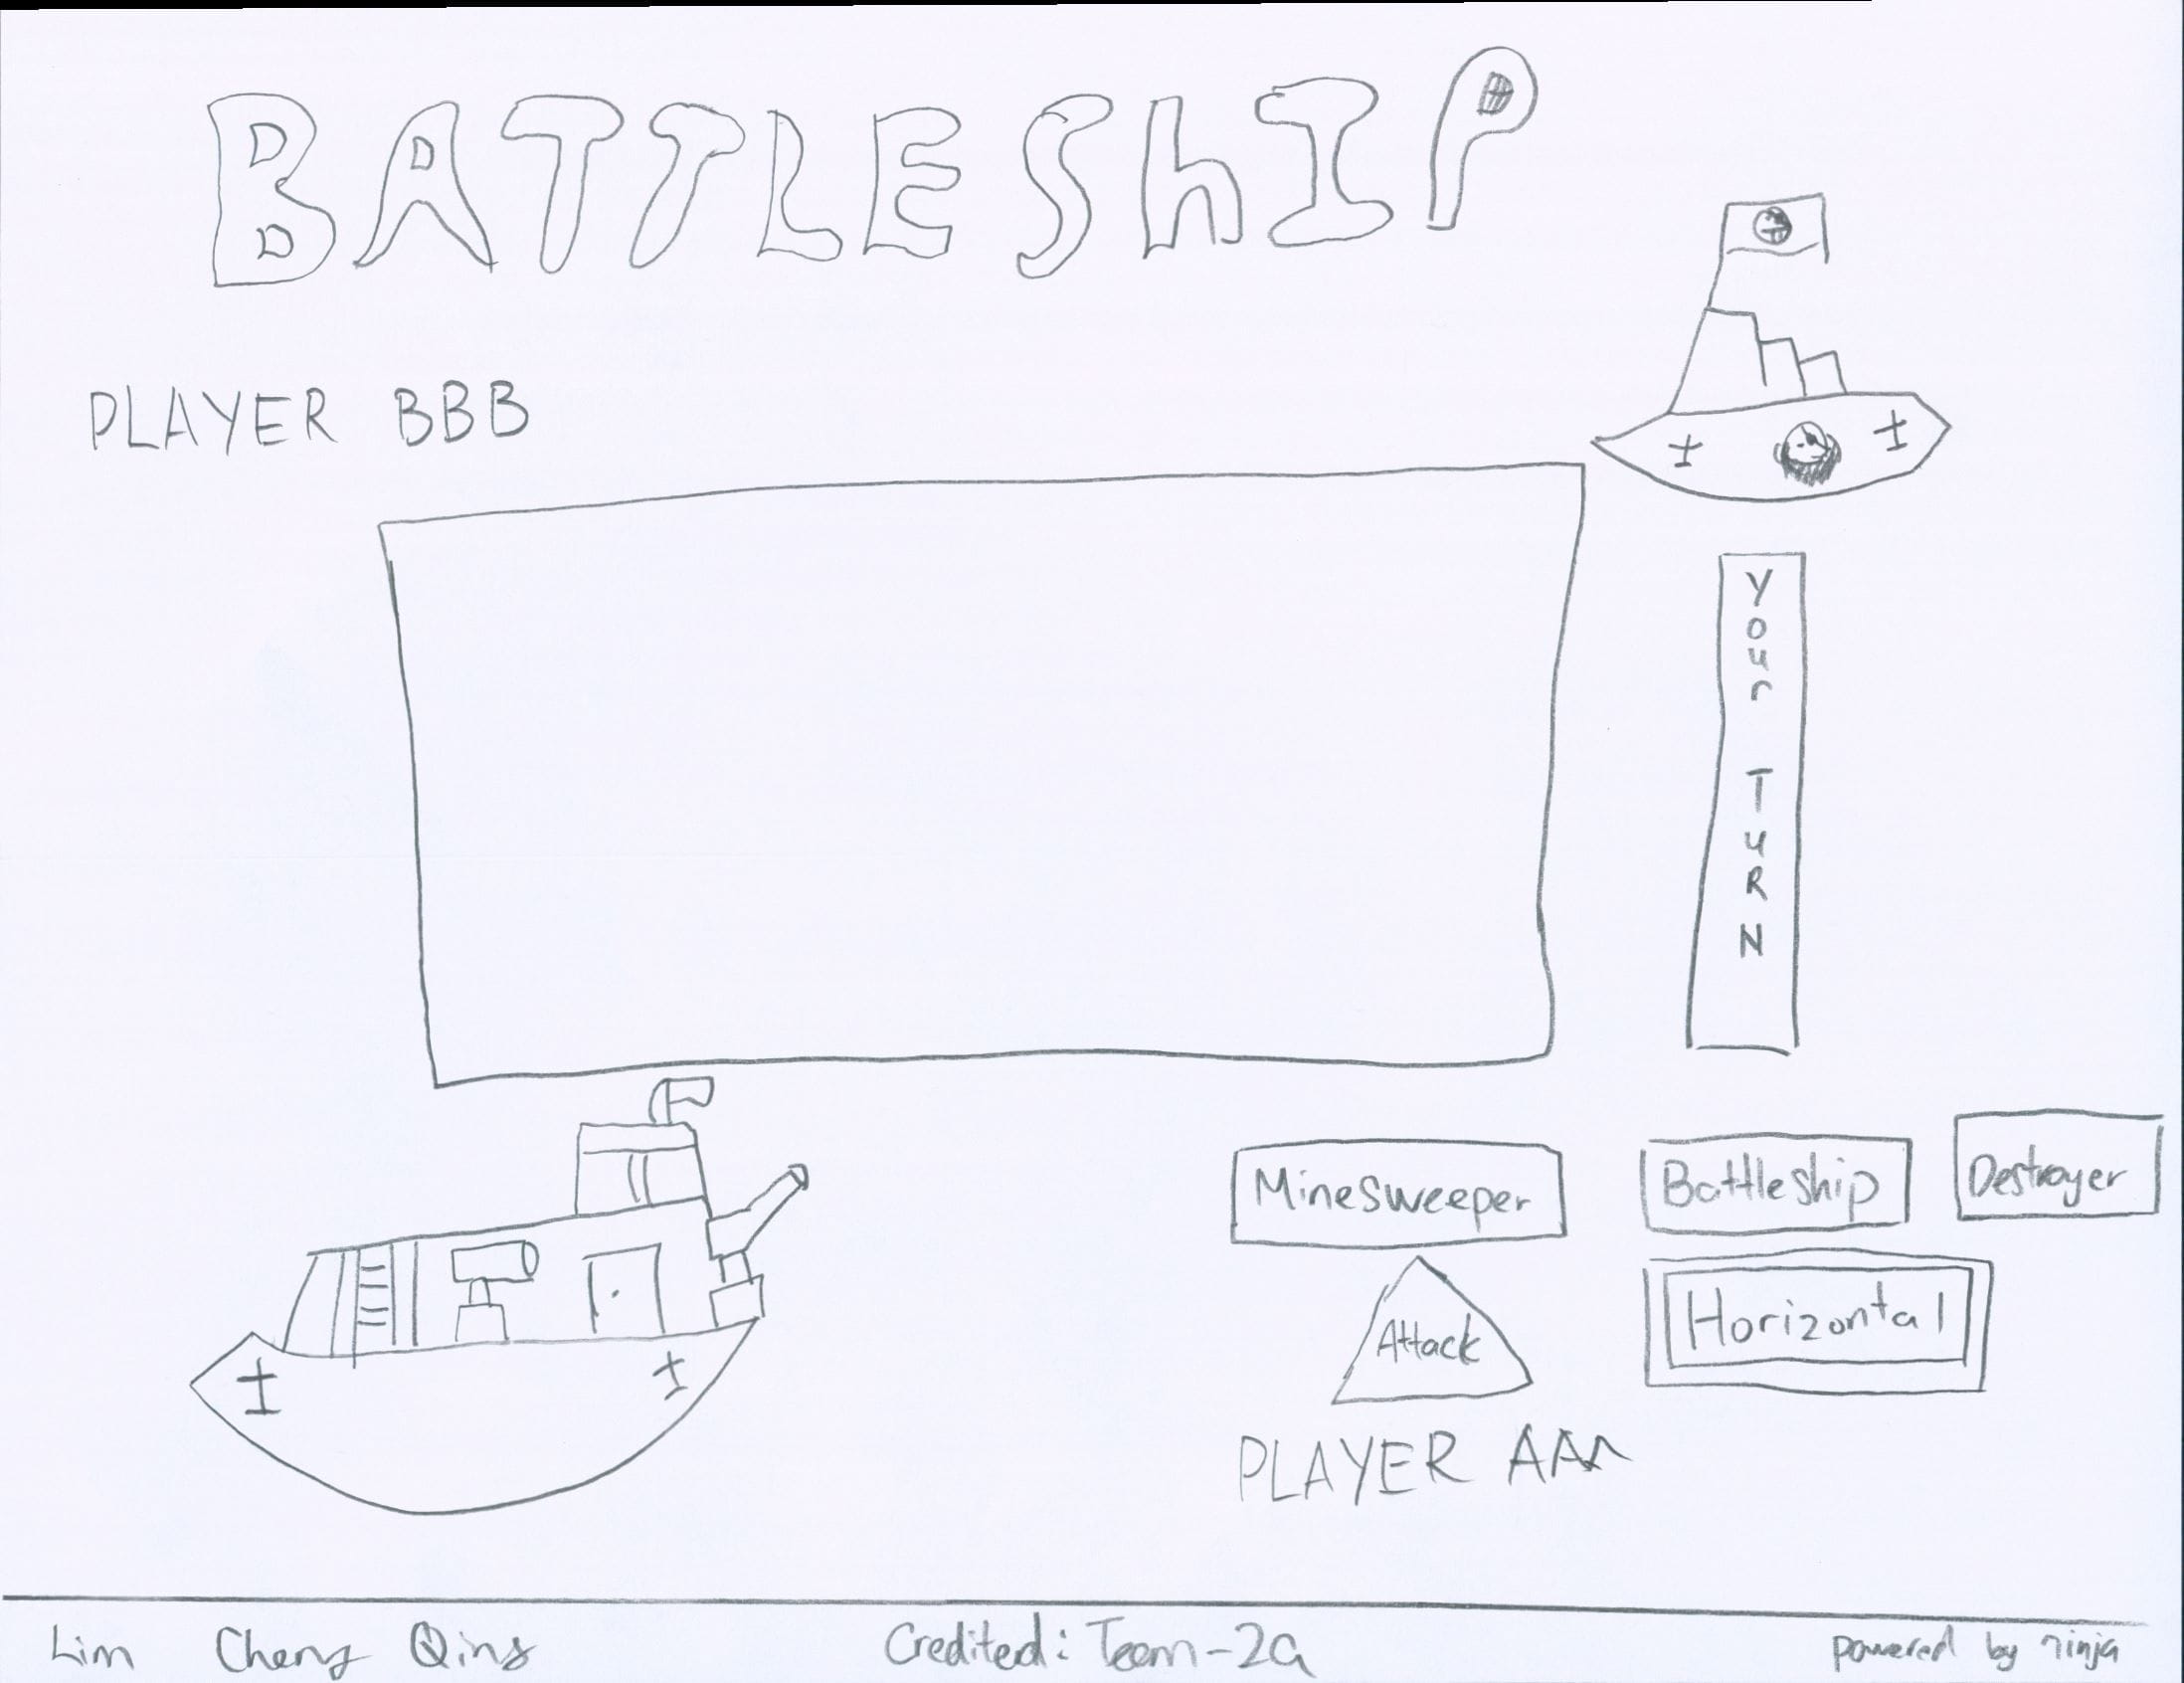 BATTLEShIP
PLAYER BBB
Your TuRN
MineSweeper
Battleship
Destroyer
Attack
Horizontal
PLAYER AAA
Lim Cheng Qing
Credited: Team-2a
powered by ninja